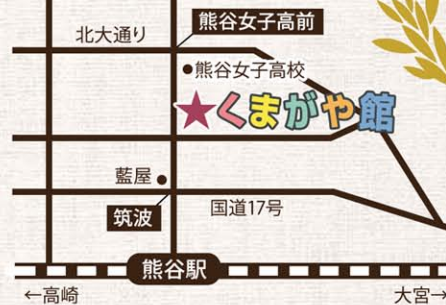 熊谷女子高前
北大通り
●熊谷女子高校
★くまがや館
藍屋●
筑波
国道17号
熊谷駅
←高崎
大宮→